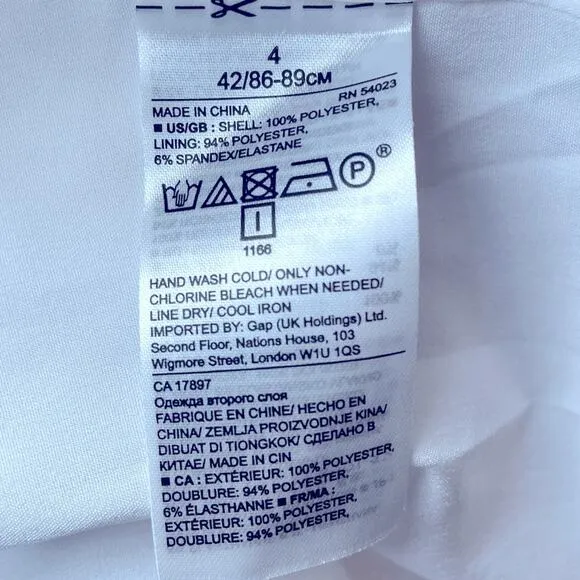 4
42/86-89см
RN 54023
MADE IN CHINA
■ US/GB : SHELL: 100% POLYESTER,
LINING: 94% POLYESTER,
6% SPANDEX/ELASTANE
P ®
I
1166
HAND WASH COLD/ ONLY NON-
CHLORINE BLEACH WHEN NEEDED/
LINE DRY/ COOL IRON
IMPORTED BY: Gap (UK Holdings) Ltd.
Second Floor, Nations House, 103
Wigmore Street, London W1U 1QS
CA 17897
Одежда второго слоя
FABRIQUE EN CHINE/ HECHO EN
CHINA/ ZEMLJA PROIZVODNJE KINA/
DIBUAT DI TIONGKOK/ СДЕЛАНО В
КИТАЕ/ MADE IN CIN
■ CA : EXTÉRIEUR: 100% POLYESTER,
DOUBLURE: 94% POLYESTER,
6% ÉLASTHANNE ■ FR/MA :
EXTÉRIEUR: 100% POLYESTER,
DOUBLURE: 94% POLYESTER,